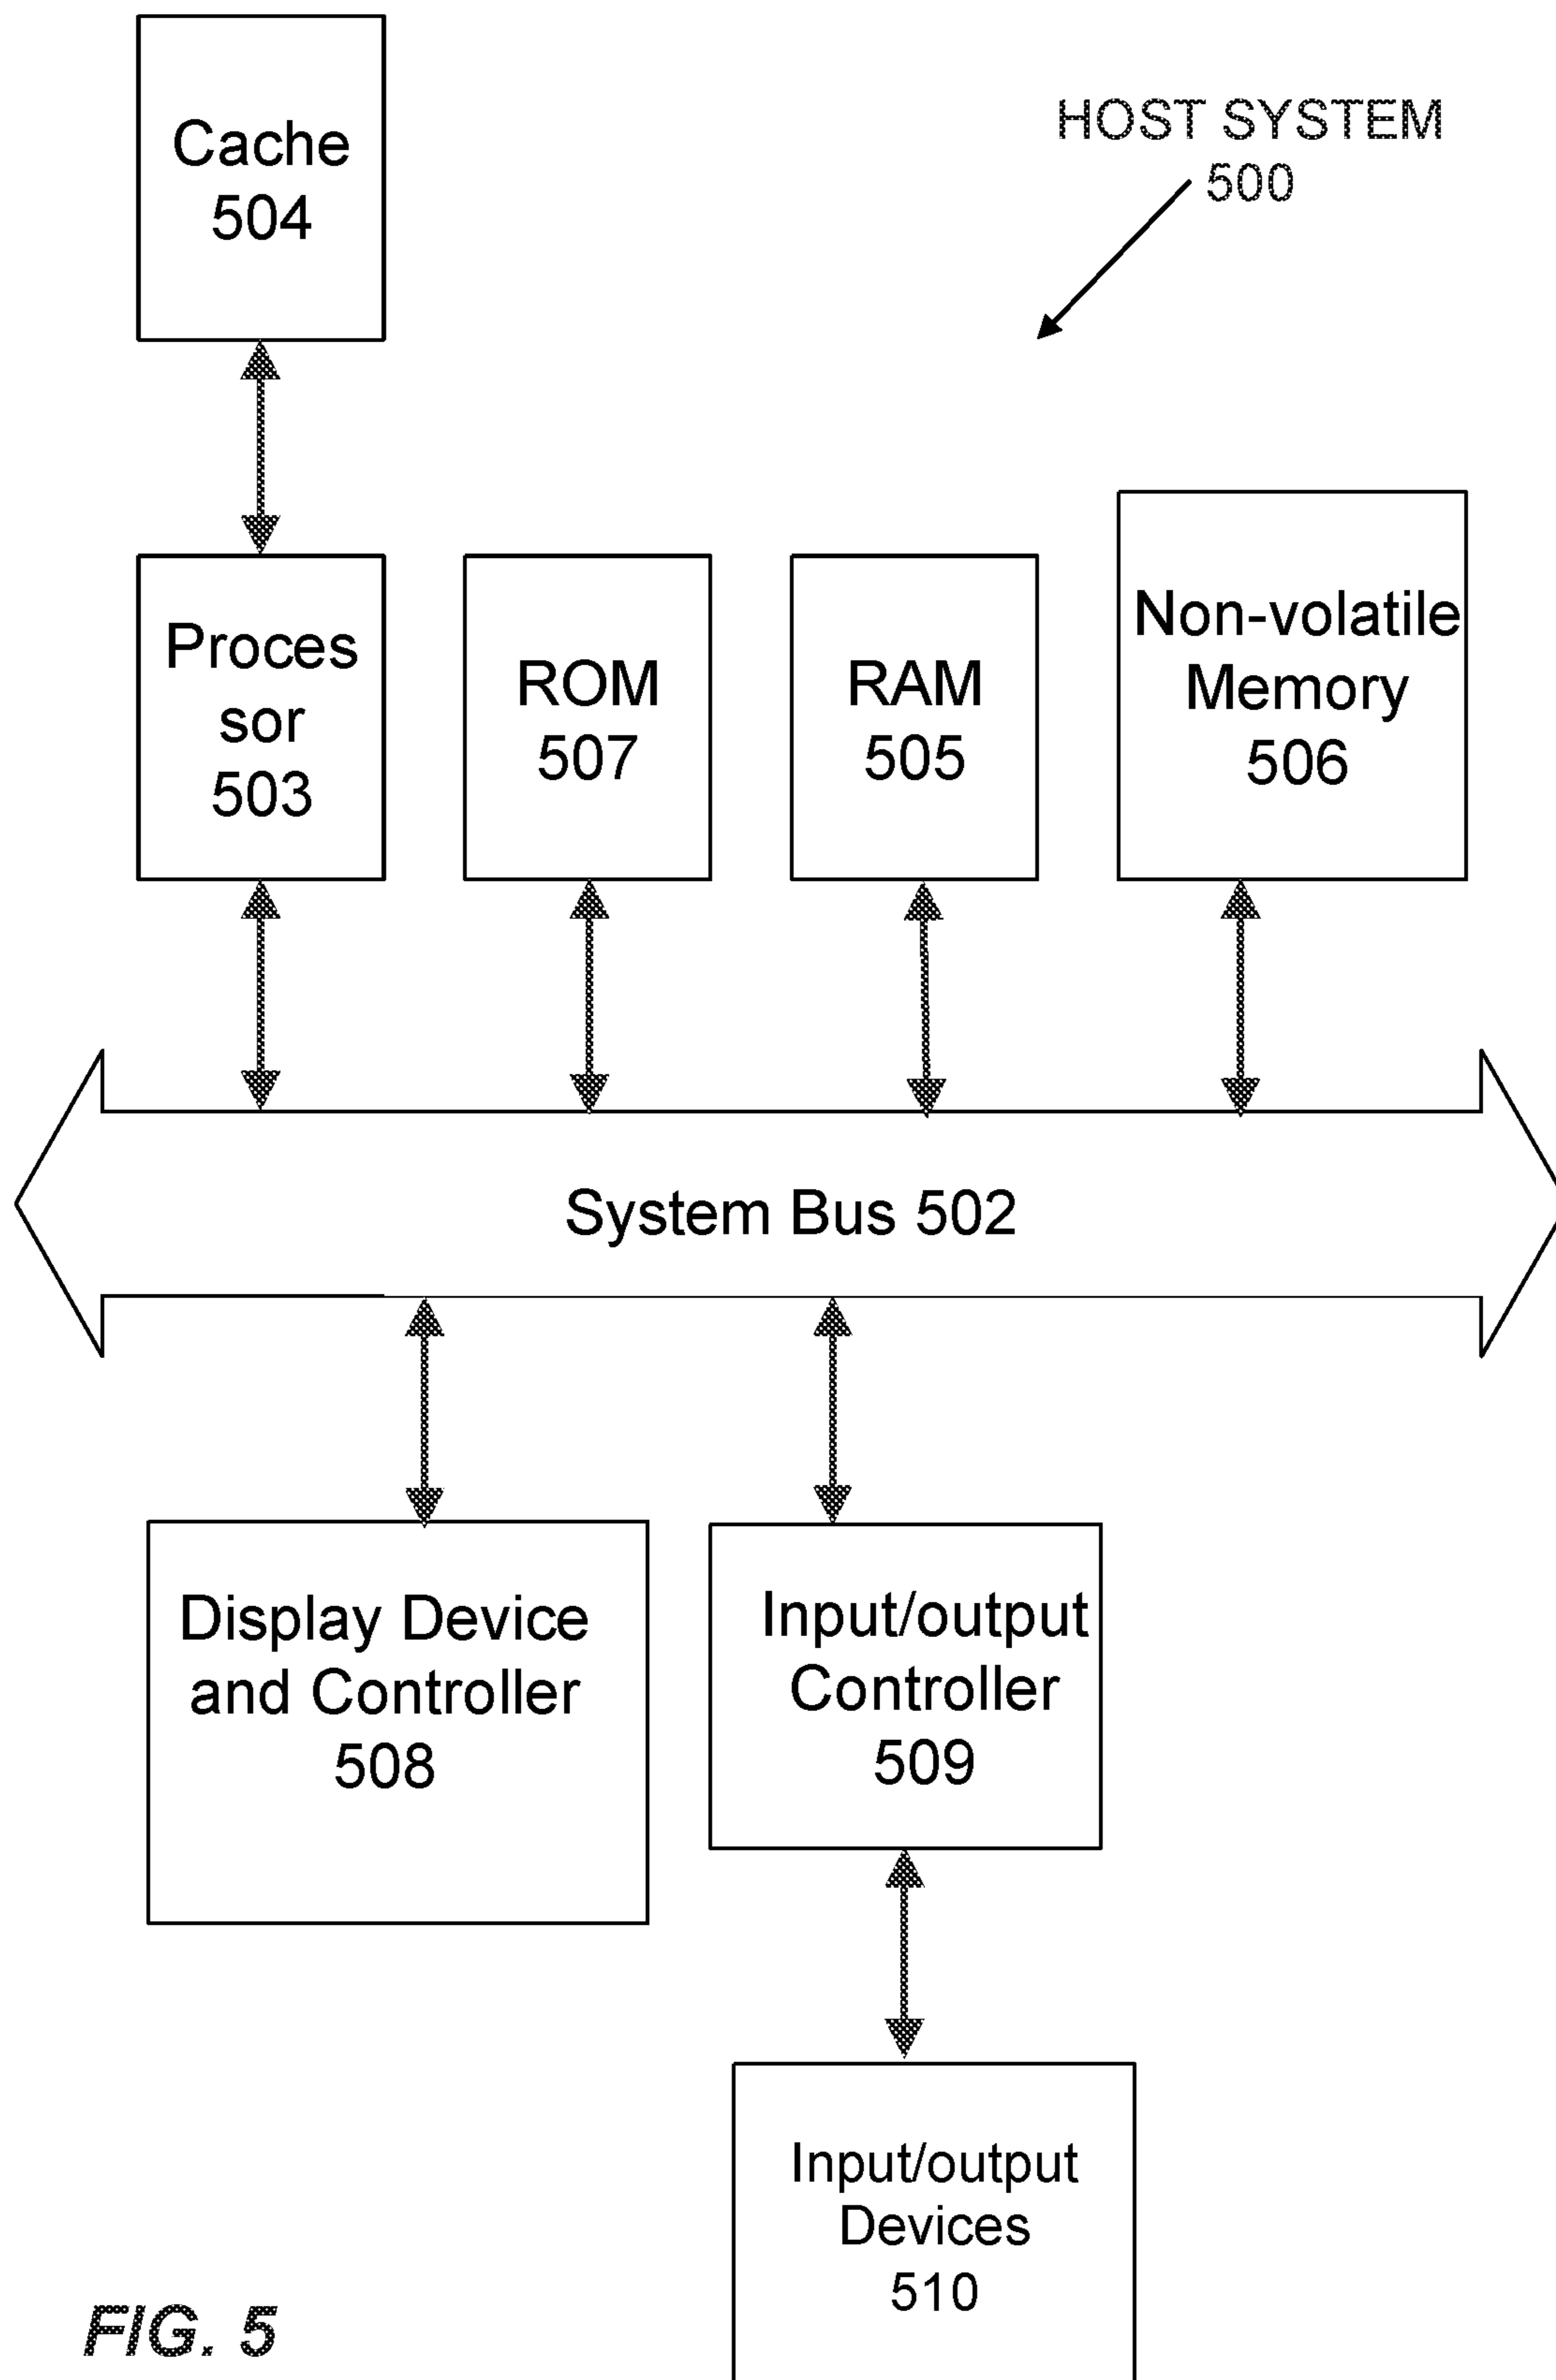 Cache
504
HOST SYSTEM
500
Proces
sor
503
ROM
507
RAM
505
Non-volatile
Memory
506
System Bus 502
Display Device
and Controller
508
Input/output
Controller
509
Input/output
Devices
510
FIG. 5